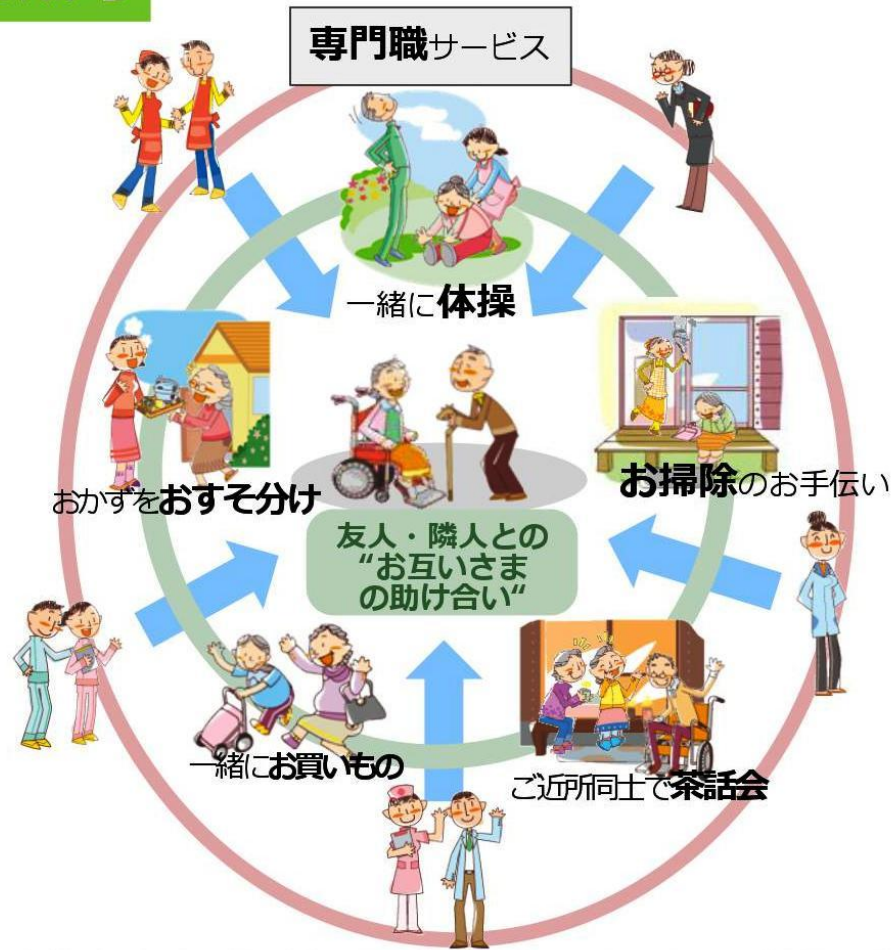 専門職サービス
一緒に体操
おかずをおすそ分け
お掃除のお手伝い
友人・隣人との
“お互いさま
の助け合い“
一緒にお買いもの
ご近所同士で茶話会